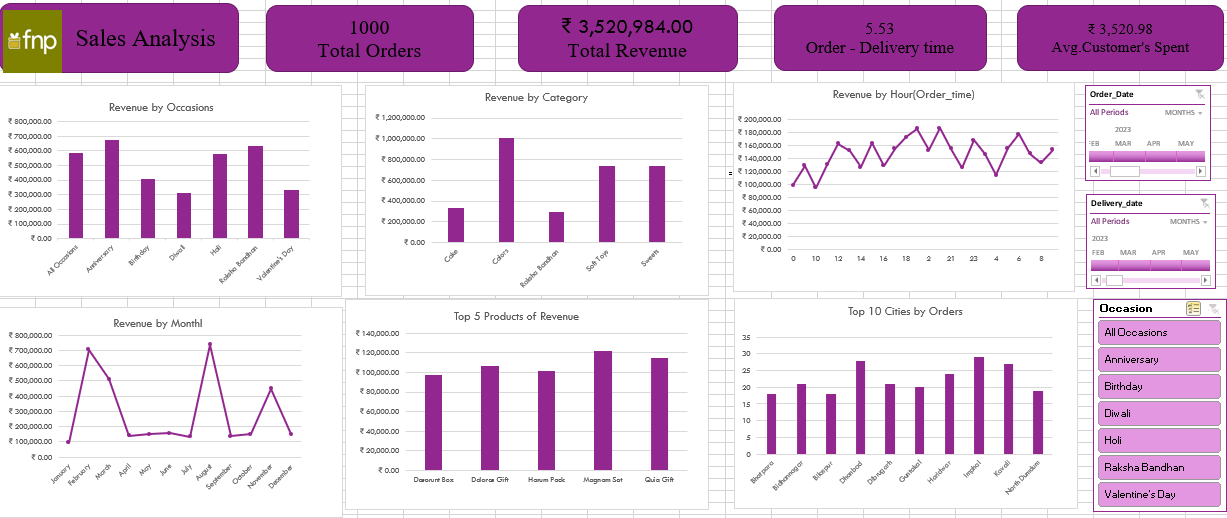 fnp
Sales Analysis
1000
Total Orders
₹ 3,520,984.00
Total Revenue
5.53
Order - Delivery time
₹ 3,520.98
Avg.Customer's Spent
Revenue by Occasions
₹ 800,000.00
₹ 700,000.00
₹ 600,000.00
₹ 500,000.00
₹ 400,000.00
₹ 300,000.00
₹ 200,000.00
₹ 100,000.00
₹ 0.00
All Occasions
Anniversary
Birthday
Diwali
Holi
Raksha Bandhan
Valentine's Day
Revenue by Category
₹ 1,200,000.00
₹ 1,000,000.00
₹ 800,000.00
₹ 600,000.00
₹ 400,000.00
₹ 200,000.00
₹ 0.00
Cake
Colors
Raksha Bandhan
Soft Toys
Sweets
=
Revenue by Hour(Order_time)
₹ 200,000.00
₹ 180,000.00
₹ 160,000.00
₹ 140,000.00
₹ 120,000.00
₹ 100,000.00
₹ 80,000.00
₹ 60,000.00
₹ 40,000.00
₹ 20,000.00
₹ 0.00
0 10 12 14 16 18 2 21 23 4 6 8
Order_Date
All Periods MONTHS
2023
FEB MAR APR MAY
Delivery_date
All Periods MONTHS
2023
FEB MAR APR MAY
Revenue by Monthl
₹ 800,000.00
₹ 700,000.00
₹ 600,000.00
₹ 500,000.00
₹ 400,000.00
₹ 300,000.00
₹ 200,000.00
₹ 100,000.00
₹ 0.00
January
February
March
April
May
June
July
August
September
October
November
December
Top 5 Products of Revenue
₹ 140,000.00
₹ 120,000.00
₹ 100,000.00
₹ 80,000.00
₹ 60,000.00
₹ 40,000.00
₹ 20,000.00
₹ 0.00
Deserunt Box
Dolores Gift
Harum Pack
Magnam Set
Quia Gift
Top 10 Cities by Orders
35
30
25
20
15
10
5
0
Bhatpara
Bidhannagar
Bilaspur
Dhanbad
Dibrugarh
Guntakal
Haridwar
Imphal
Kavali
North Dumdum
Occasion
All Occasions
Anniversary
Birthday
Diwali
Holi
Raksha Bandhan
Valentine's Day